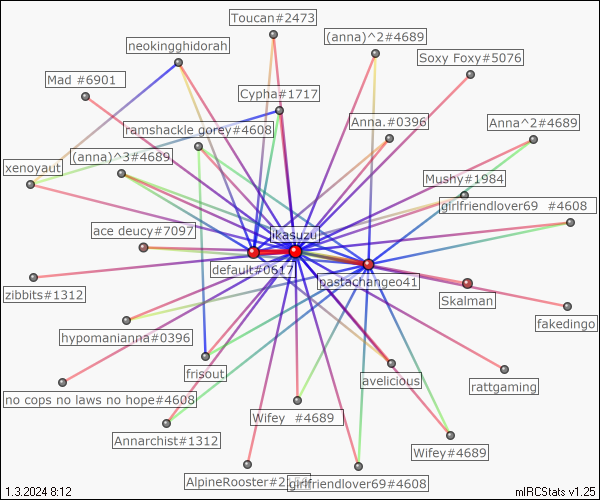 Toucan#2473
(anna)^2#4689
neokingghidorah
Soxy Foxy#5076
Mad #6901
Cypha#1717
ramshackle gorey#4608
Anna.#0396
Anna^2#4689
xenoyaut
(anna)^3#4689
Mushy#1984
girlfriendlover69 #4608
ace deucy#7097
ikasuzu
default#0617
pastachangeo41
zibbits#1312
Skalman
fakedingo
hypomanianna#0396
frisout
avelicious
rattgaming
no cops no laws no hope#4608
Wifey #4689
Annarchist#1312
Wifey#4689
girlfriendlover69#4608
1.3.2024 8:12
mIRCStats v1.25